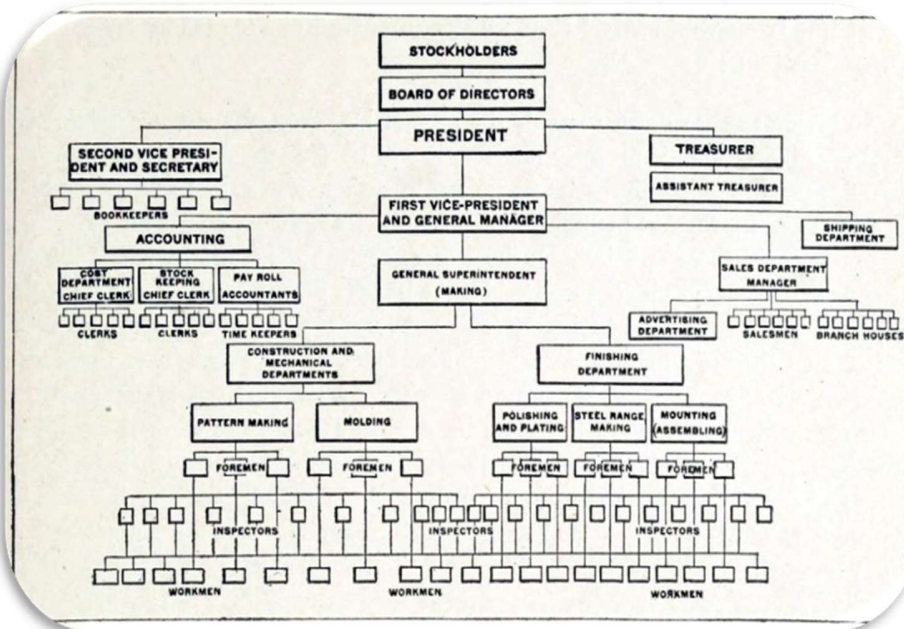 STOCKHOLDERS
BOARD OF DIRECTORS
PRESIDENT
SECOND VICE PRESI-
DENT AND SECRETARY
TREASURER
ASSISTANT TREASURER
BOOKKEEPERS
FIRST VICE-PRESIDENT
AND GENERAL MANAGER
ACCOUNTING
SHIPPING
DEPARTMENT
COST
DEPARTMENT
CHIEF CLERK
STOCK
KEEPING
CHIEF CLERK
PAY ROLL
ACCOUNTANTS
GENERAL SUPERINTENDENT
(MAKING)
SALES DEPARTMENT
MANAGER
CLERKS
CLERKS
TIME KEEPERS
ADVERTISING
DEPARTMENT
SALESMEN
BRANCH HOUSES
CONSTRUCTION AND
MECHANICAL
DEPARTMENTS
FINISHING
DEPARTMENT
PATTERN MAKING
MOLDING
POLISHING
AND PLATING
STEEL RANGE
MAKING
MOUNTING
(ASSEMBLING)
FOREMEN
FOREMEN
FOREMEN
FOREMEN
FOREMEN
INSPECTORS
INSPECTORS
INSPECTORS
WORKMEN
WORKMEN
WORKMEN